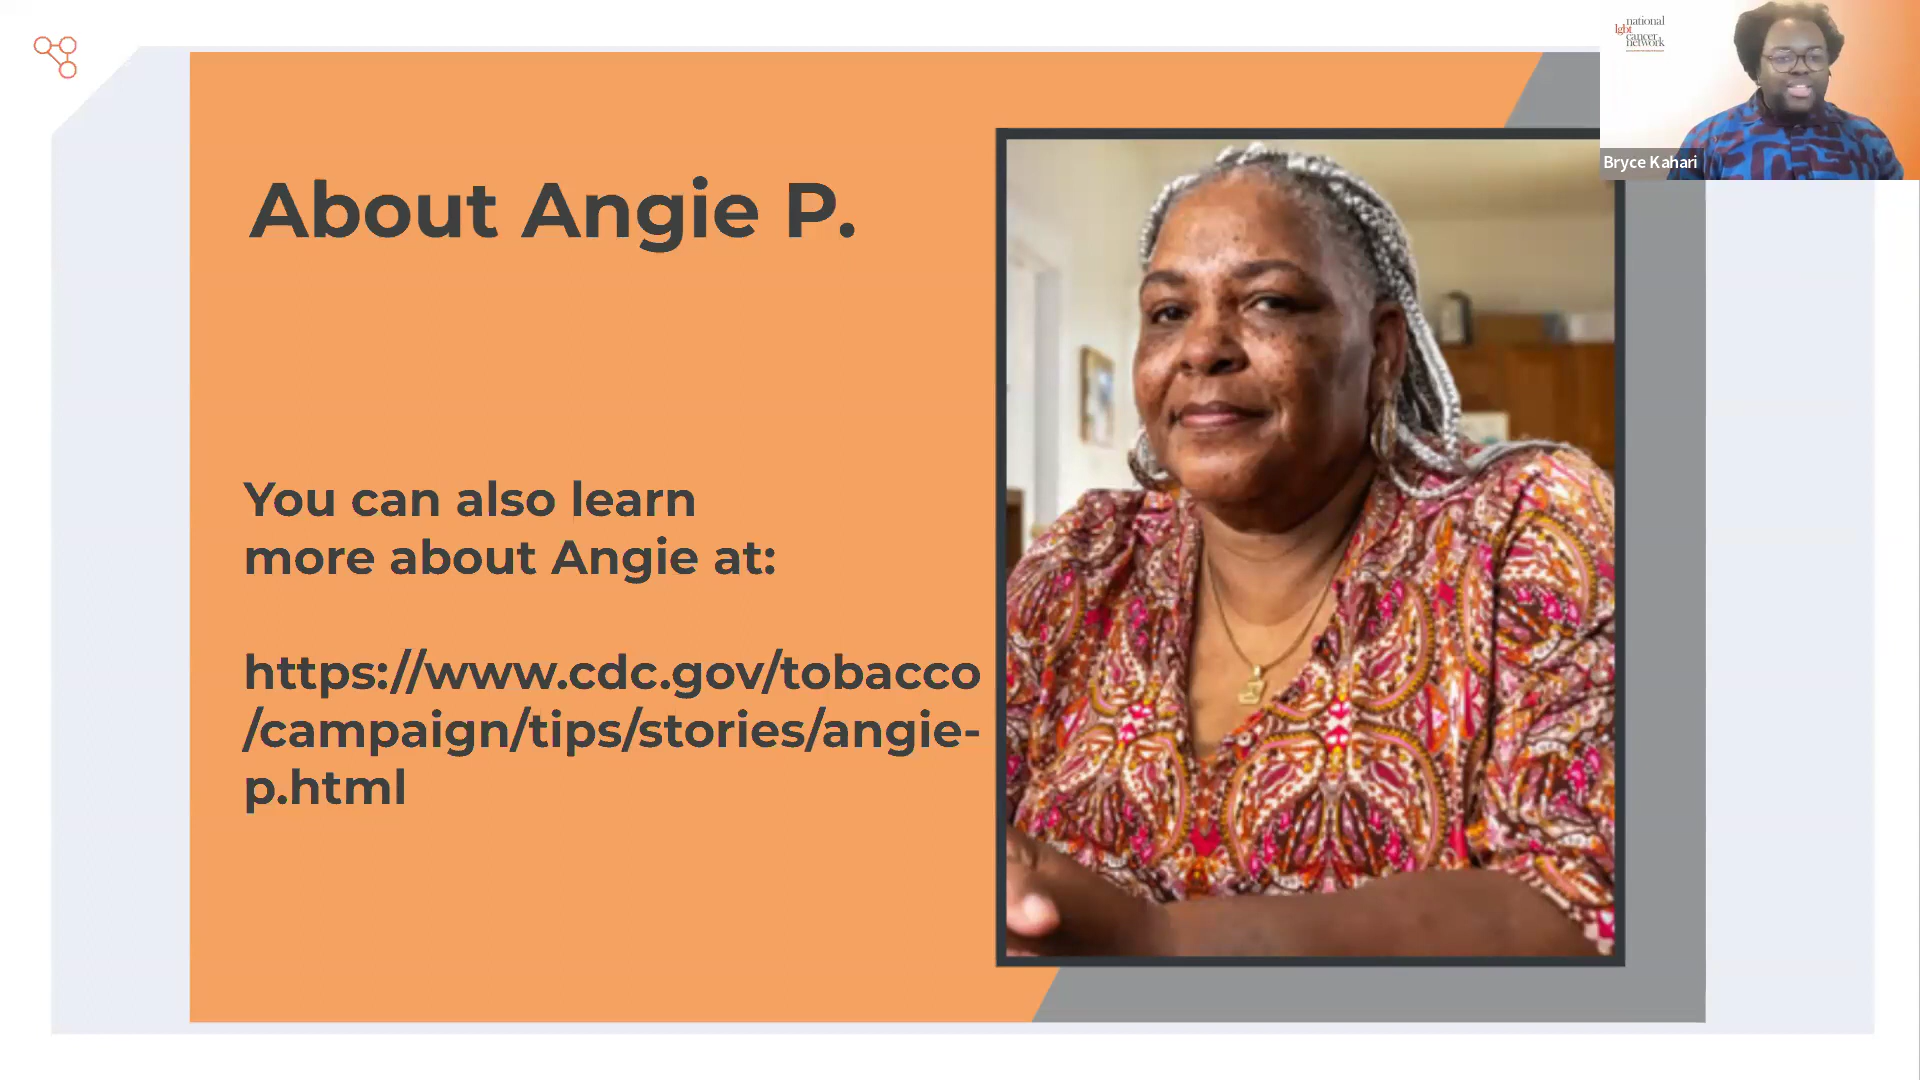 About Angie P.
You can also learn
more about Angie at:
https://www.cdc.gov/tobacco
/campaign/tips/stories/angie-
p.html
national
lgbt
cancer
network
Bryce Kahari